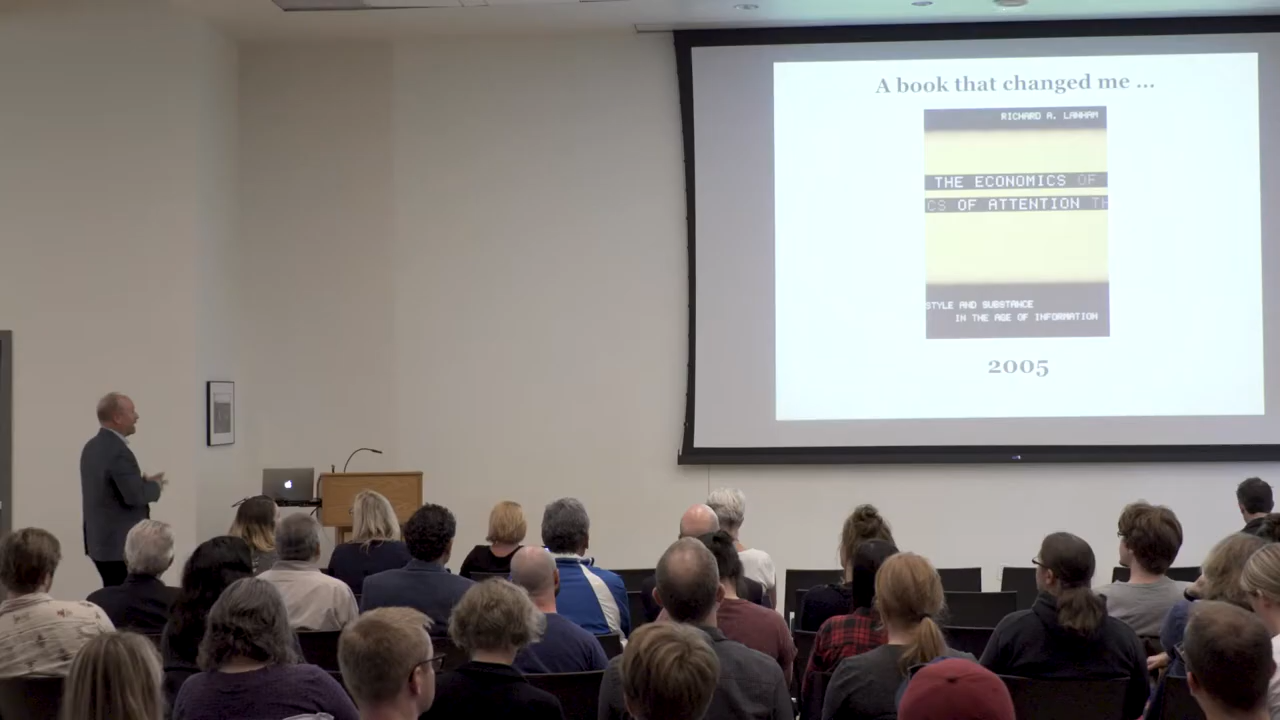 A book that changed me ...
RICHARD A. LANHAM
THE ECONOMICS OF
CS OF ATTENTION TH
STYLE AND SUBSTANCE
IN THE AGE OF INFORMATION
2005